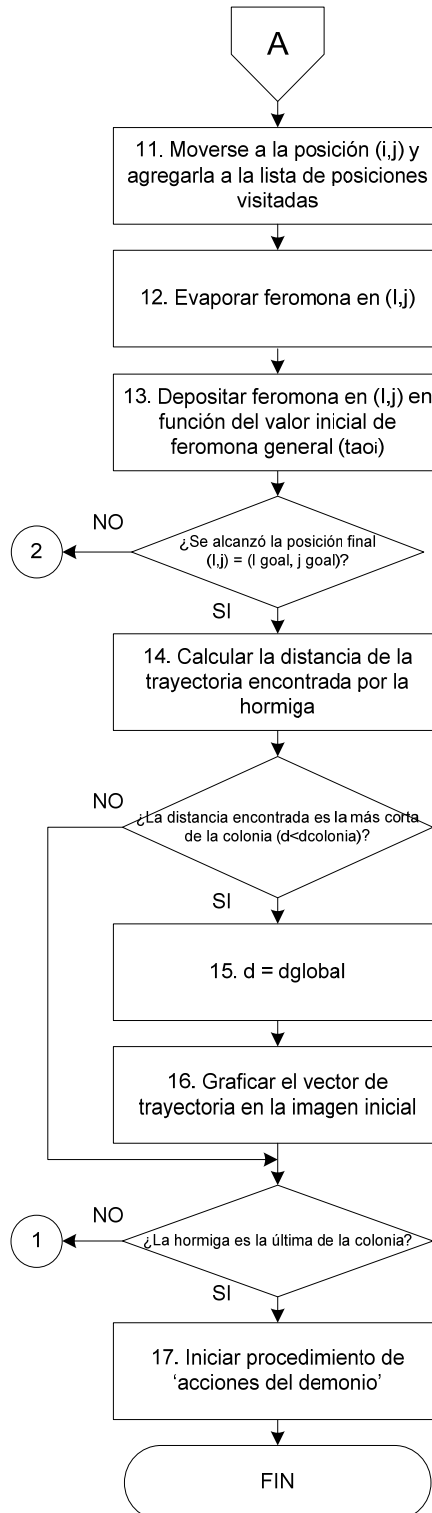 A
11. Moverse a la posición (i,j) y
agregarla a la lista de posiciones
visitadas
12. Evaporar feromona en (I,j)
13. Depositar feromona en (I,j) en
función del valor inicial de
feromona general (taoi)
NO
2
¿Se alcanzó la posición final
(I,j) = (I goal, j goal)?
SI
14. Calcular la distancia de la
trayectoria encontrada por la
hormiga
NO
¿La distancia encontrada es la más corta
de la colonia (d<dcolonia)?
SI
15. d = dglobal
16. Graficar el vector de
trayectoria en la imagen inicial
NO
1
¿La hormiga es la última de la colonia?
SI
17. Iniciar procedimiento de
‘acciones del demonio’
FIN